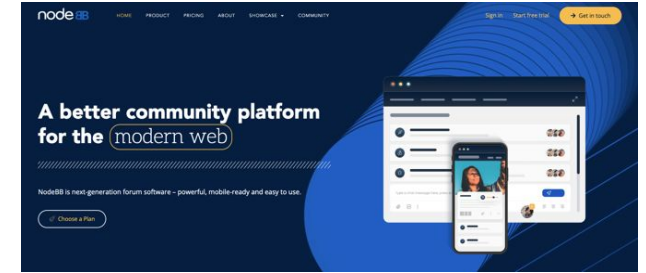 nodeBB HOME PRODUCT PRICING ABOUT SHOWCASE COMMUNITY Sign in Start free trial → Get in touch
A better community platform
for the modern web
NodeBB is next-generation forum software – powerful, mobile-ready and easy to use.
Choose a Plan